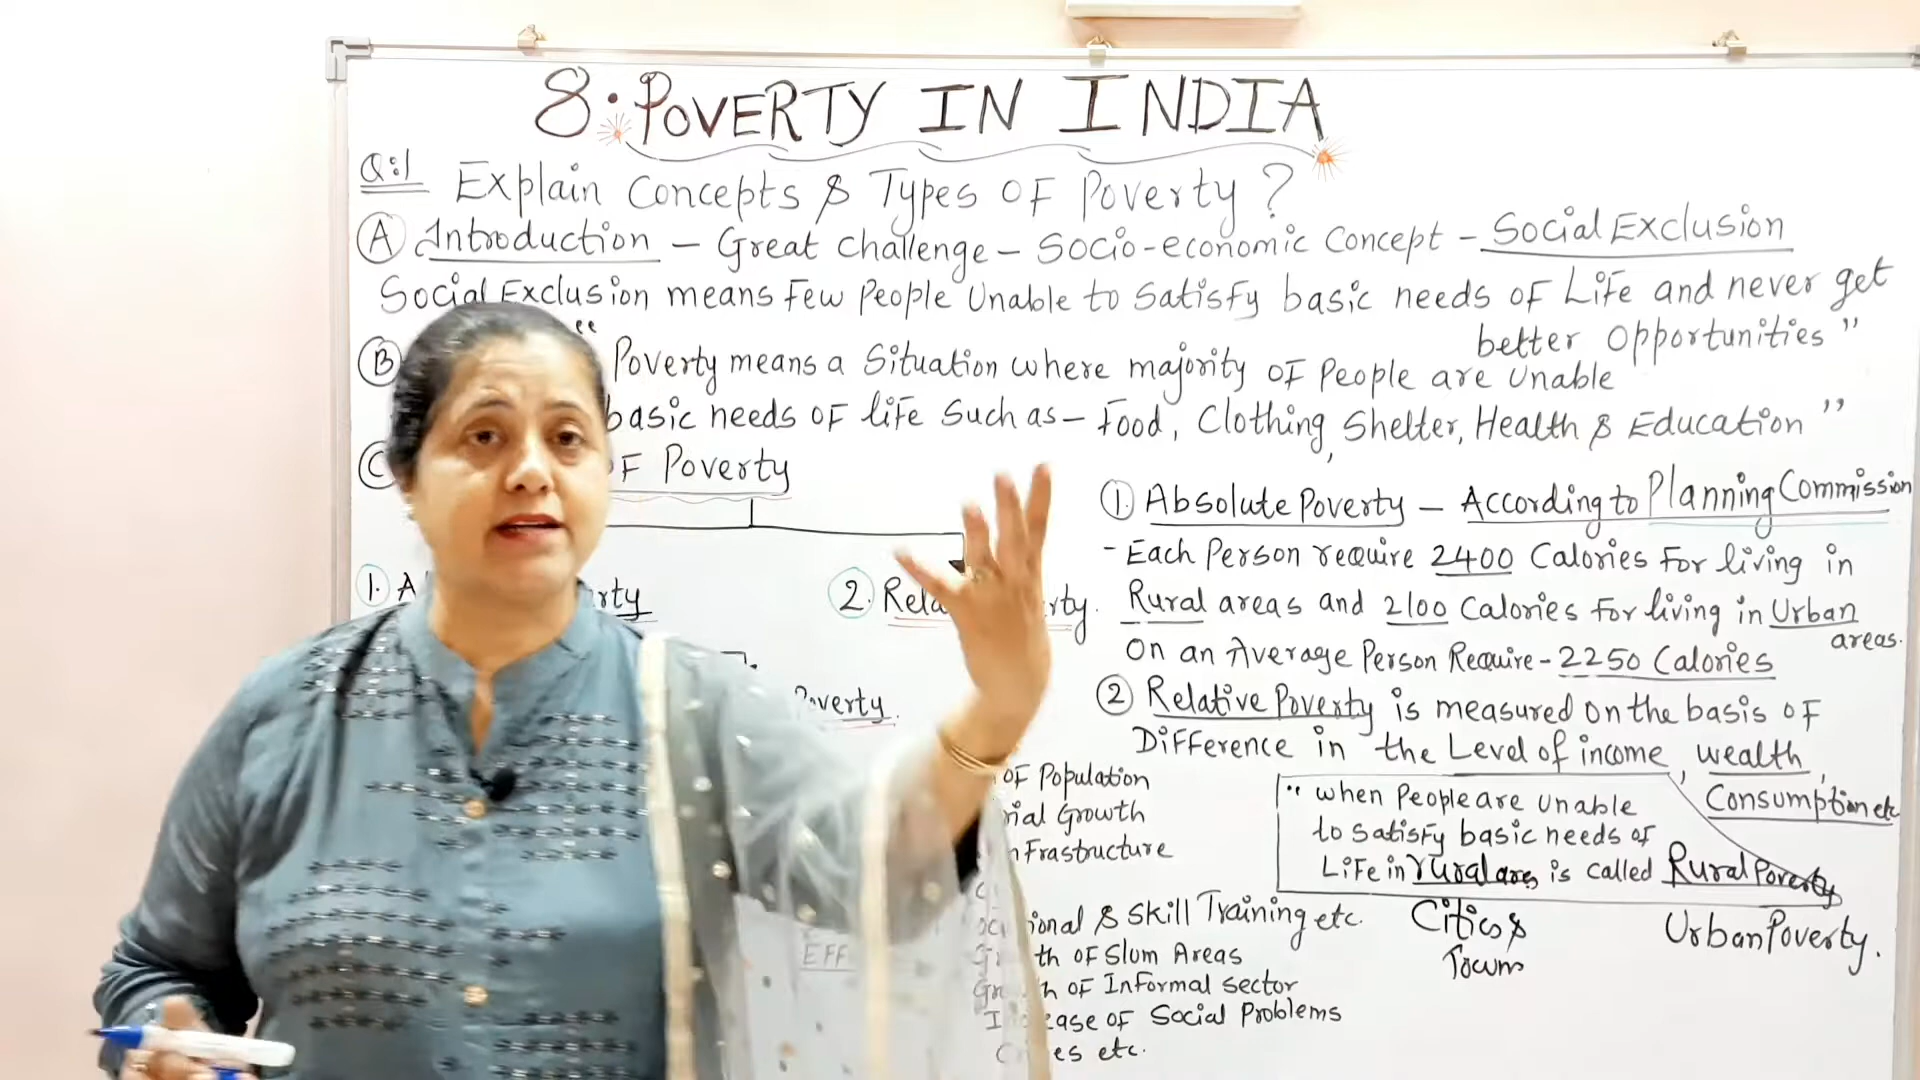 8. POVERTY IN INDIA
Q:1 Explain Concepts & Types OF Poverty?
A Introduction – Great challenge – Socio-economic Concept – Social Exclusion
Social Exclusion means Few People Unable to Satisfy basic needs OF Life and never get
better Opportunities"
B " Poverty means a Situation where majority OF People are Unable
basic needs OF life Such as – Food, Clothing, Shelter, Health & Education"
C OF Poverty
1. 2. Poverty
1. Absolute Poverty – According to Planning Commission
- Each Person require 2400 Calories For living in
Rural areas and 2100 Calories For living in Urban
areas.
On an Average Person Require - 2250 Calories
2 Relative Poverty is measured on the basis OF
Difference in the Level of income, wealth,
Consumption etc
"when People are Unable
to Satisfy basic needs of
Life in rural areas is called Rural Poverty
Cities &
Towns
Urban Poverty.
OF Population
Growth
& Skill Training etc.
OF Slum Areas
OF Informal Sector
OF Social Problems
etc.
EFF